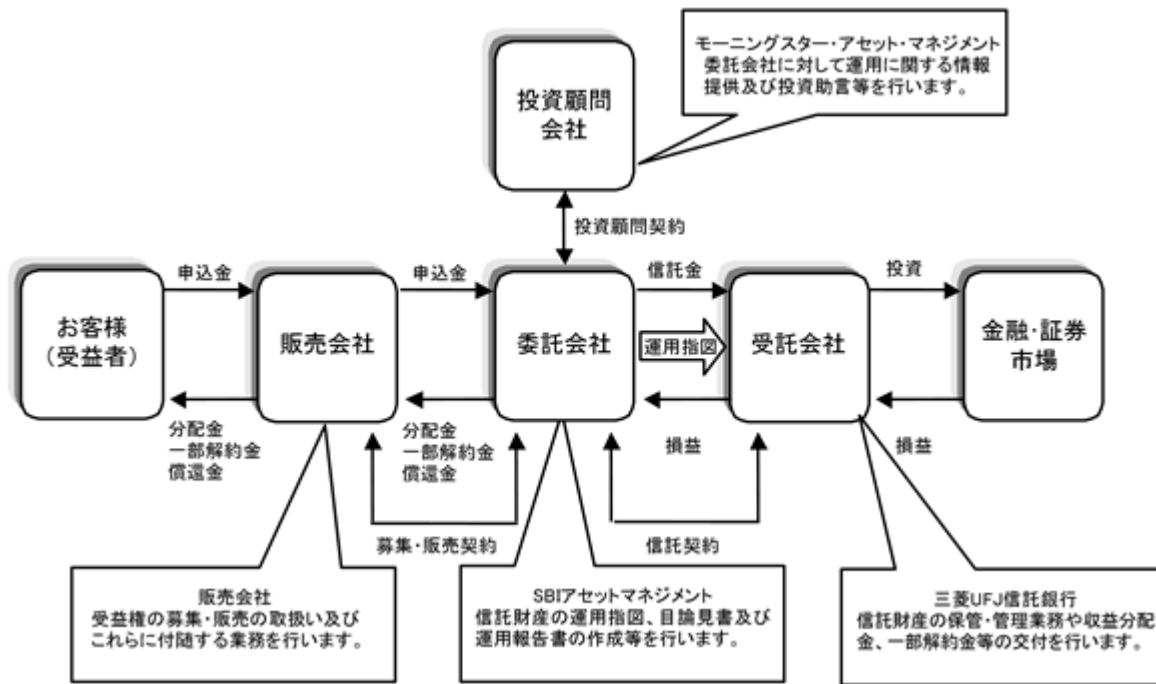 モーニングスター・アセット・マネジメント
委託会社に対して運用に関する情報
提供及び投資助言等を行います。
投資顧問
会社
投資顧問契約
申込金
申込金
信託金
投資
お客様
(受益者)
販売会社
委託会社
運用指図
受託会社
金融・証券
市場
分配金
一部解約金
償還金
分配金
一部解約金
償還金
損益
損益
募集・販売契約
信託契約
販売会社
受益権の募集・販売の取扱い及び
これらに付随する業務を行います。
SBIアセットマネジメント
信託財産の運用指図、目論見書及び
運用報告書の作成等を行います。
三菱UFJ信託銀行
信託財産の保管・管理業務や収益分配
金、一部解約金等の交付を行います。